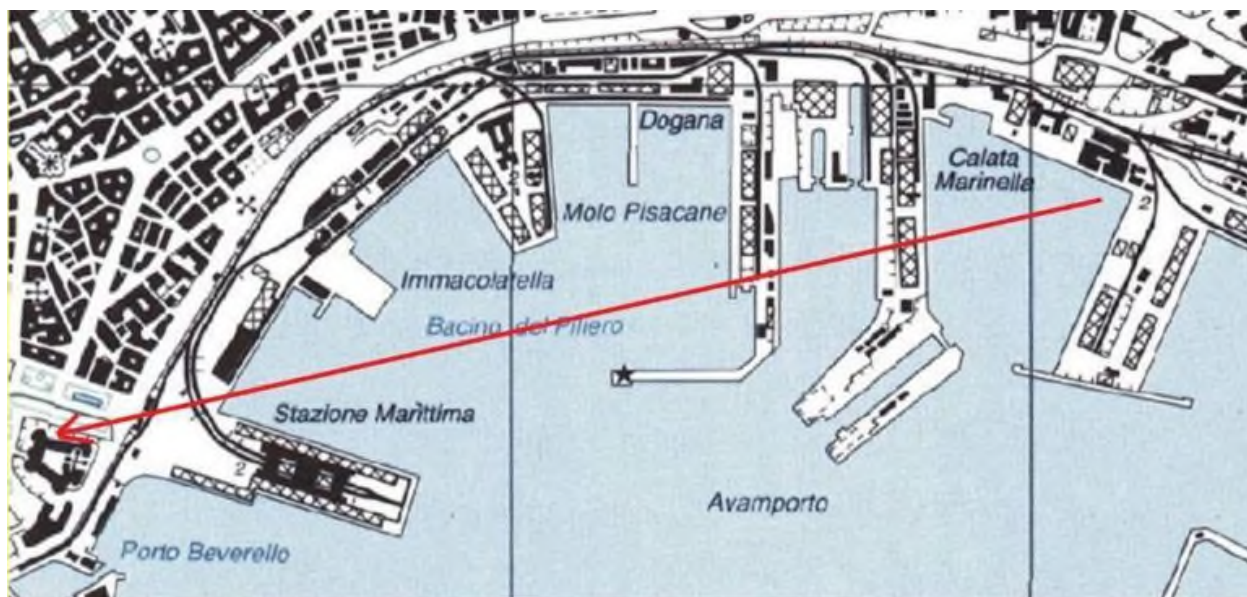 Dogana
Calata
Marinella
2
Molo Pisacane
Immacolatella
Bacino del Piliero
Stazione Marittima
2
Avamporto
Porto Beverello